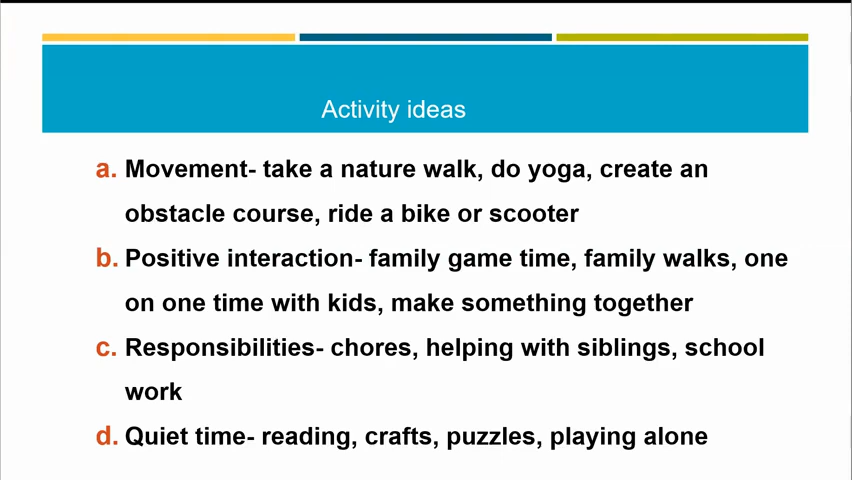 Activity ideas
a. Movement- take a nature walk, do yoga, create an
obstacle course, ride a bike or scooter
b. Positive interaction- family game time, family walks, one
on one time with kids, make something together
c. Responsibilities- chores, helping with siblings, school
work
d. Quiet time- reading, crafts, puzzles, playing alone